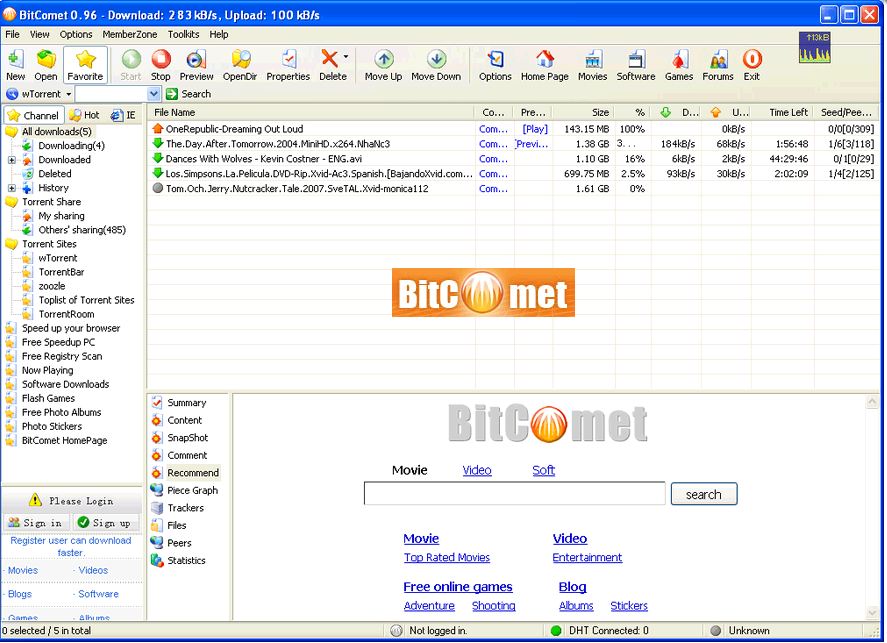 BitComet 0.96 - Download: 283kB/s, Upload: 100 kB/s
File View Options MemberZone Toolkits Help
New Open Favorite Start Stop Preview OpenDir Properties Delete Move Up Move Down Options Home Page Movies Software Games Forums Exit
↑13kB
wTorrent Search
Channel Hot IE
File Name Co... Pre... Size % D... U... Time Left Seed/Pee...
All downloads(5)
Downloading(4)
Downloaded
Deleted
History
Torrent Share
My sharing
Others' sharing(485)
Torrent Sites
wTorrent
TorrentBar
zoozle
Toplist of Torrent Sites
TorrentRoom
Speed up your browser
Free Speedup PC
Free Registry Scan
Now Playing
Software Downloads
Flash Games
Free Photo Albums
Photo Stickers
BitComet HomePage
OneRepublic-Dreaming Out Loud Com... [Play] 143.15 MB 100% 0kB/s 0/0[0/309]
The.Day.After.Tomorrow.2004.MiniHD.x264.NhaNc3 Com... [Previ... 1.38 GB 3... 184kB/s 68kB/s 1:56:48 1/6[3/118]
Dances With Wolves - Kevin Costner - ENG.avi Com... 1.10 GB 16% 6kB/s 2kB/s 44:29:46 0/1[0/29]
Los.Simpsons.La.Pelicula.DVD-Rip.Xvid-Ac3.Spanish.[BajandoXvid.com... Com... 699.75 MB 2.5% 93kB/s 30kB/s 2:02:09 1/4[2/125]
Tom.Och.Jerry.Nutcracker.Tale.2007.SveTAL.Xvid-monica112 Com... 1.61 GB 0%
BitComet
Please Login
Sign in Sign up
Register user can download
faster.
· Movies · Videos
· Blogs · Software
· Games · Albums
Summary
Content
SnapShot
Comment
Recommend
Piece Graph
Trackers
Files
Peers
Statistics
BitComet
Movie Video Soft
search
Movie Video
Top Rated Movies Entertainment
Free online games Blog
Adventure Shooting Albums Stickers
0 selected / 5 in total Not logged in. DHT Connected: 0 Unknown